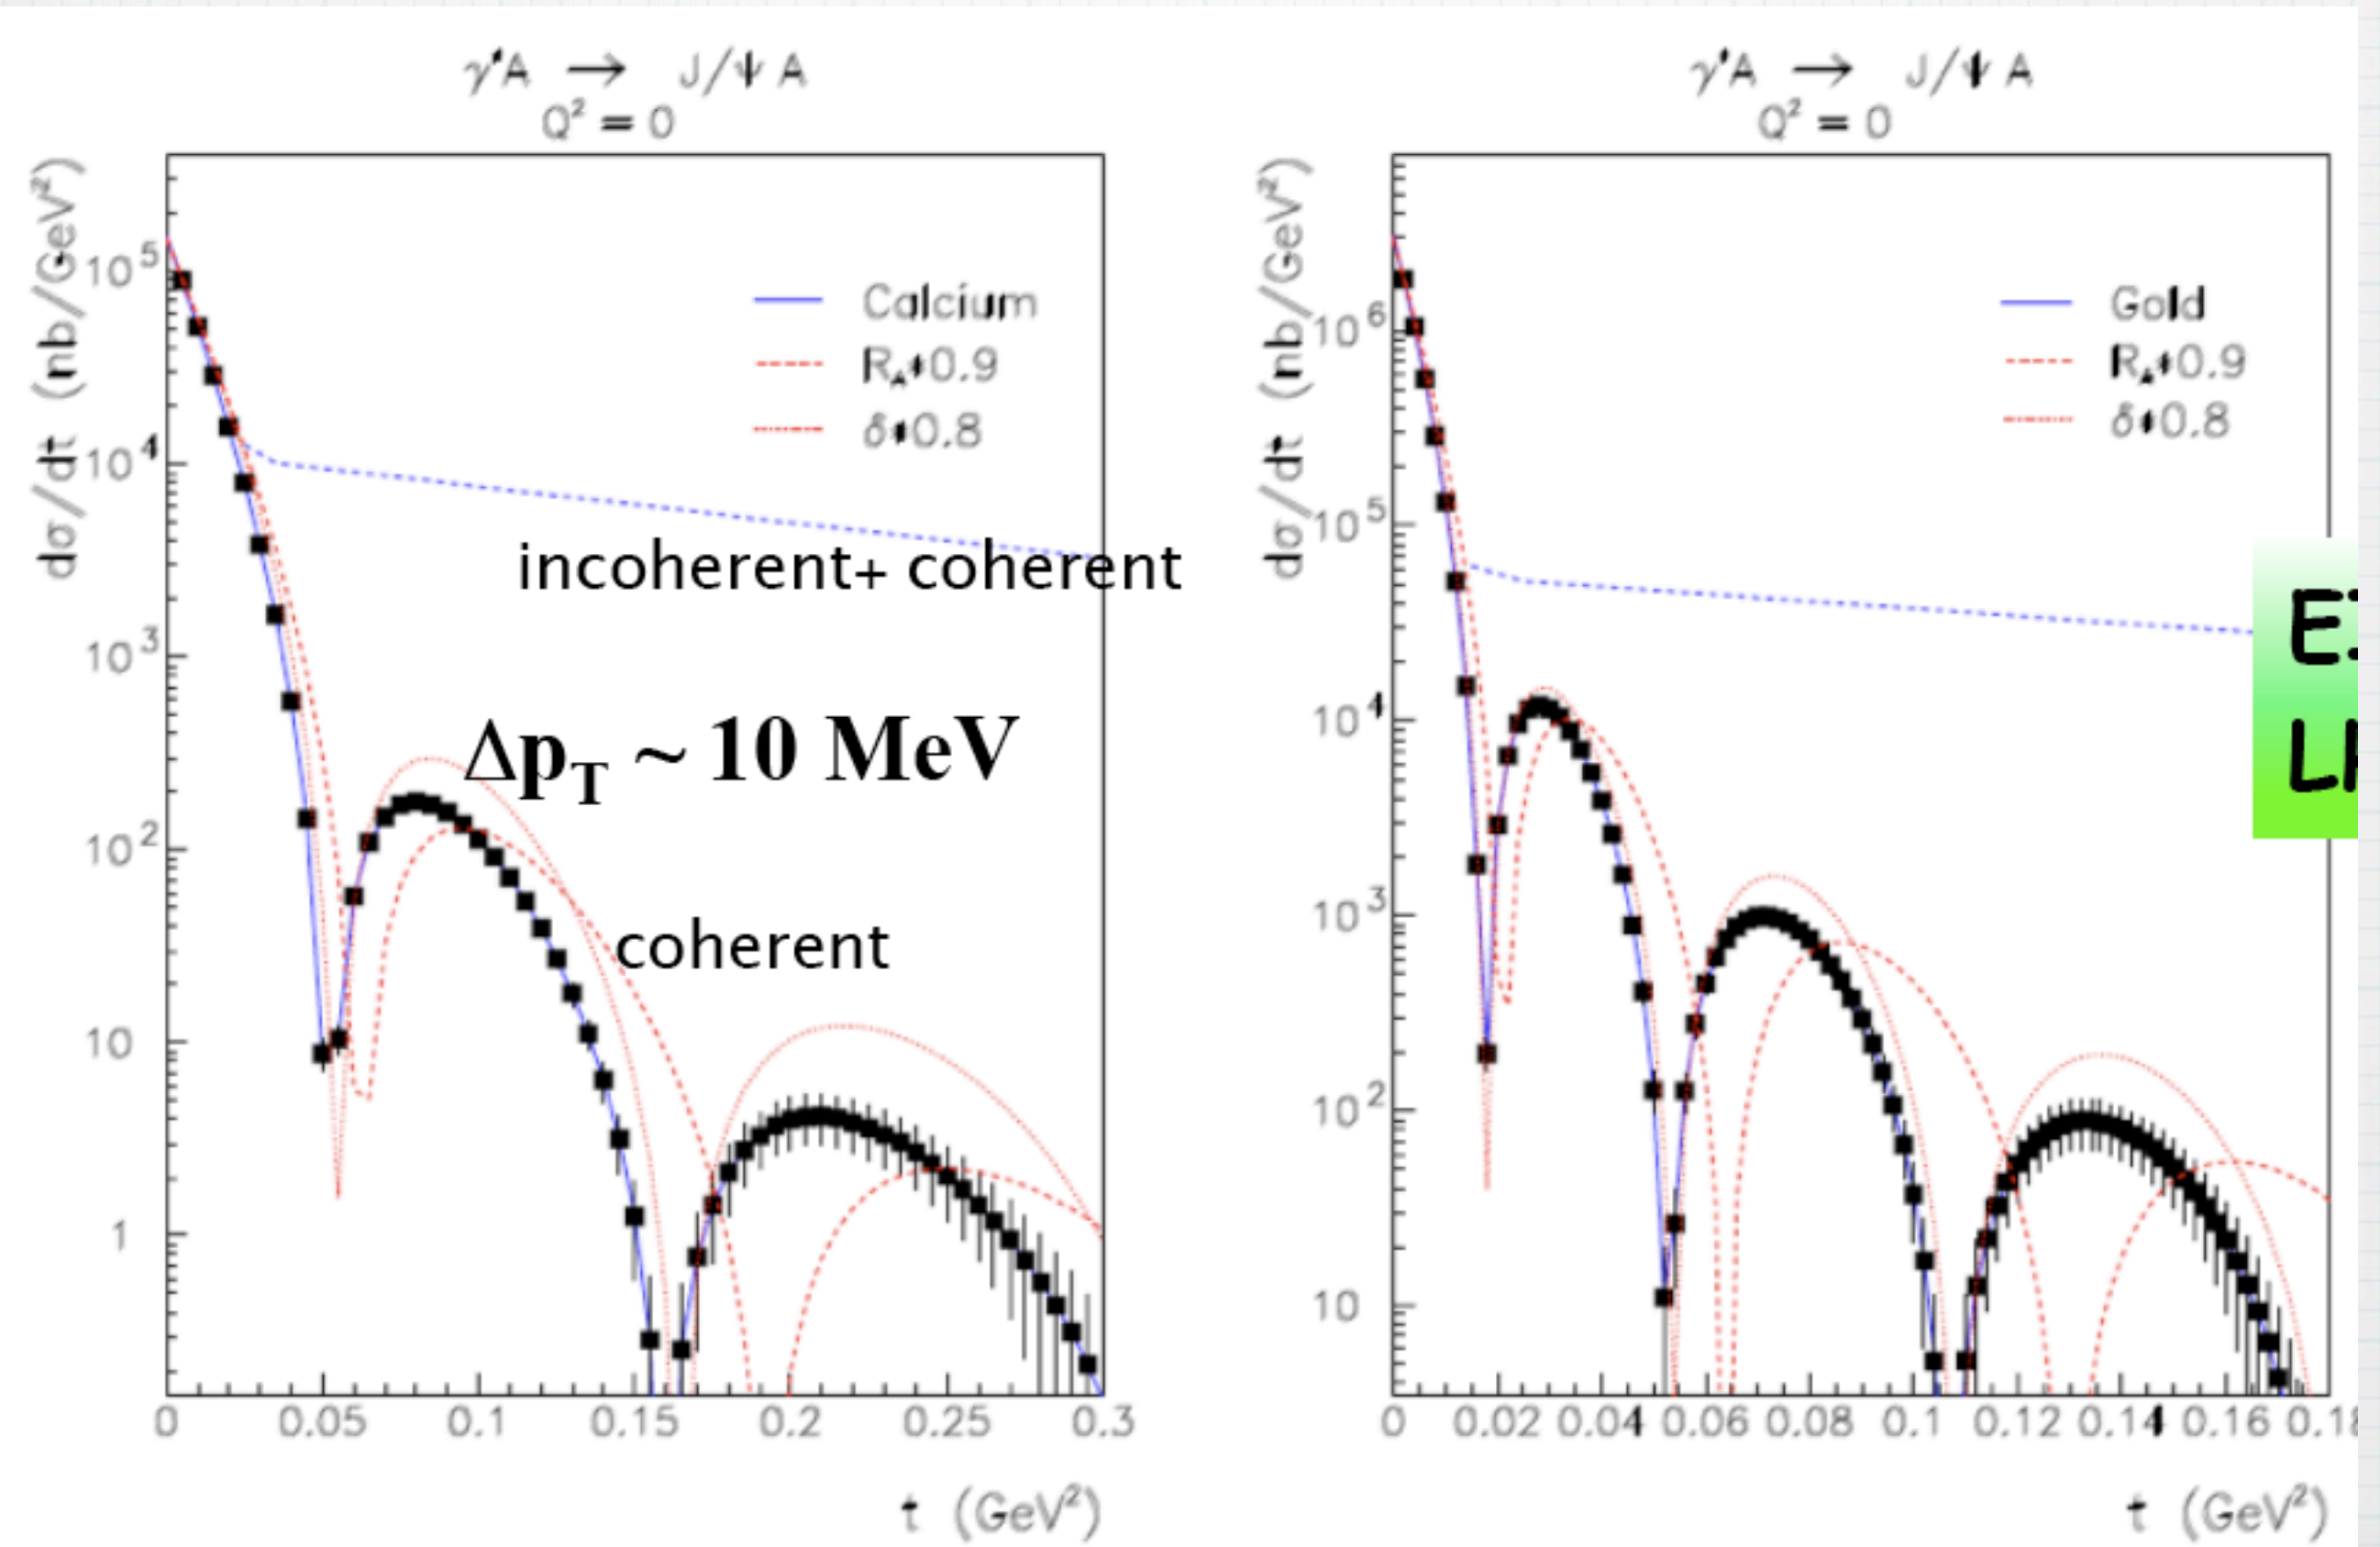 γ*A → J/ψ A
Q² = 0
dσ/dt (nb/GeV²)
10⁵
10⁴
10³
10²
10
1
Calcium
R_A*0.9
δ*0.8
incoherent+ coherent
Δp_T ~ 10 MeV
coherent
0 0.05 0.1 0.15 0.2 0.25 0.3
t (GeV²)
γ*A → J/ψ A
Q² = 0
dσ/dt (nb/GeV²)
10⁶
10⁵
10⁴
10³
10²
10
Gold
R_A*0.9
δ*0.8
0 0.02 0.04 0.06 0.08 0.1 0.12 0.14 0.16 0.18
t (GeV²)